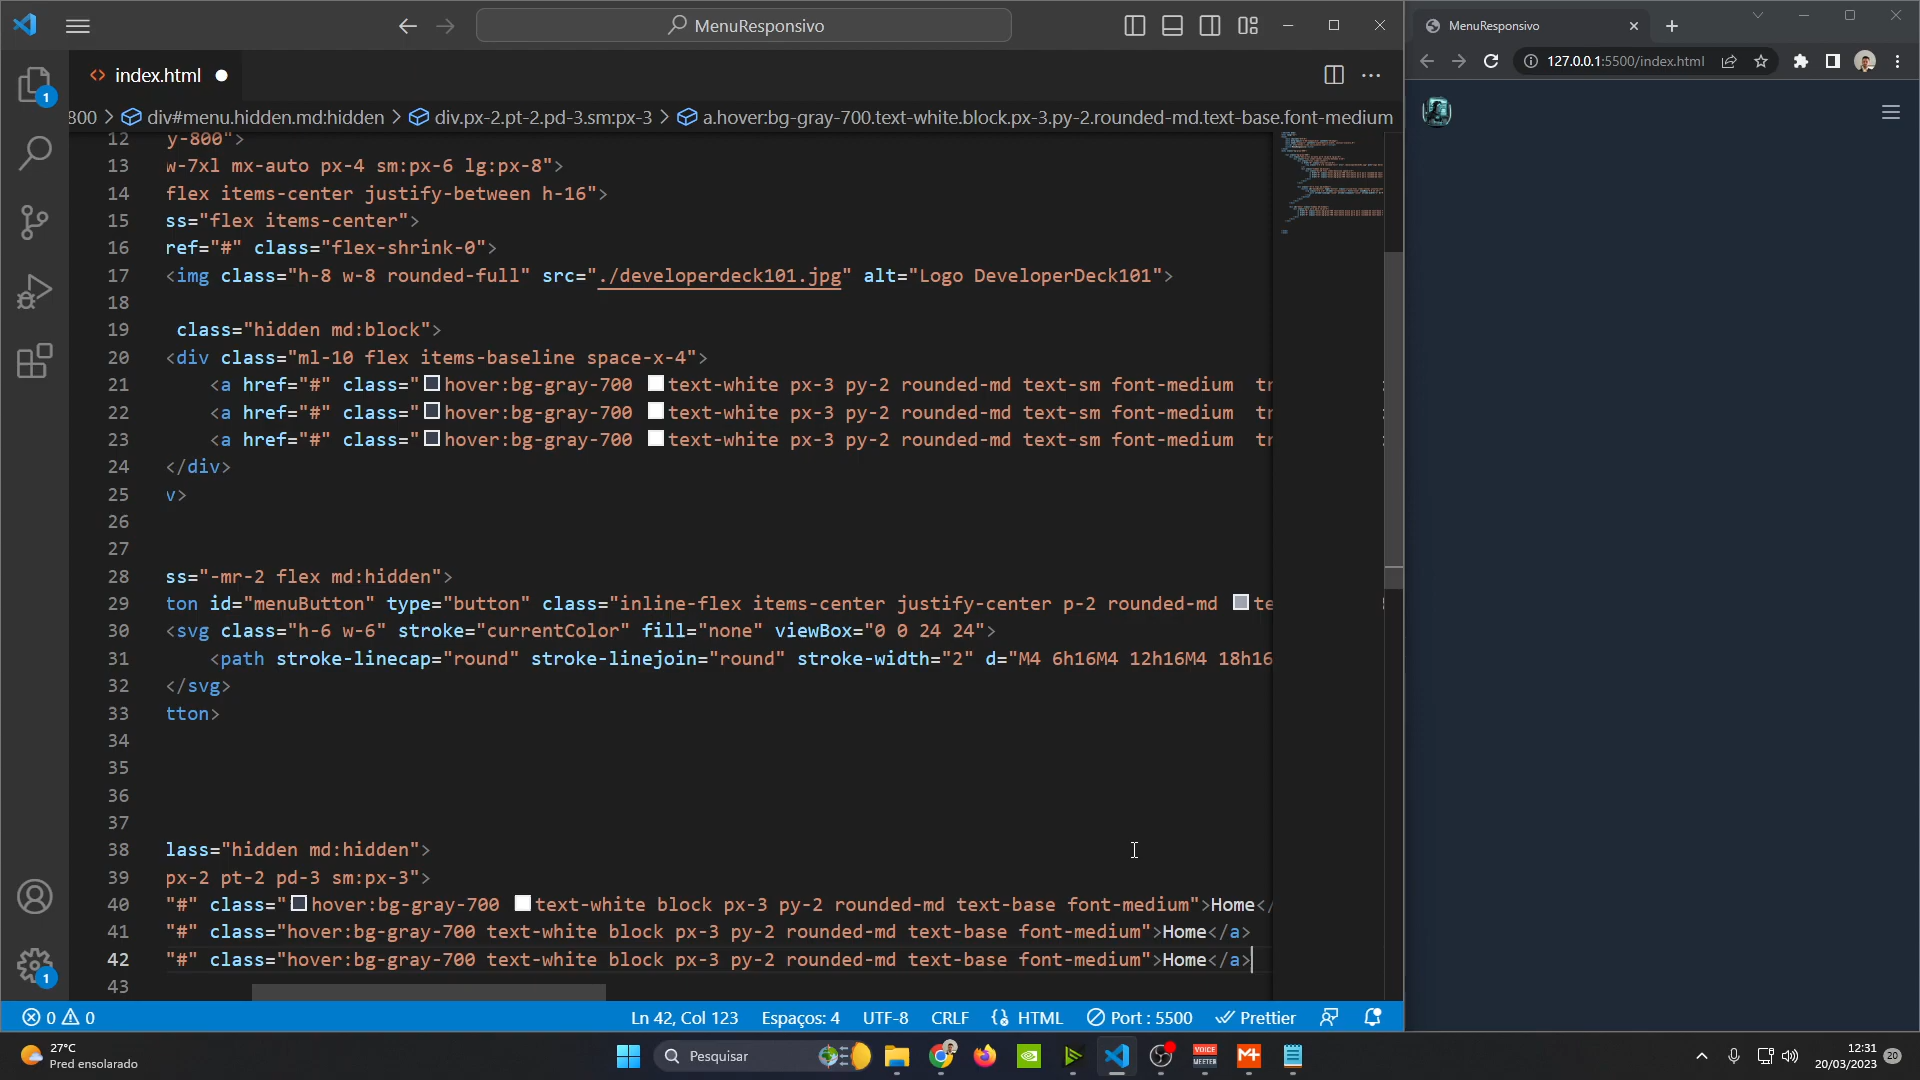 MenuResponsivo
index.html
800 > div#menu.hidden.md:hidden > div.px-2.pt-2.pd-3.sm:px-3 > a.hover:bg-gray-700.text-white.block.px-3.py-2.rounded-md.text-base.font-medium
12 y-800">
13 w-7xl mx-auto px-4 sm:px-6 lg:px-8">
14 flex items-center justify-between h-16">
15 ss="flex items-center">
16 ref="#" class="flex-shrink-0">
17 <img class="h-8 w-8 rounded-full" src="./developerdeck101.jpg" alt="Logo DeveloperDeck101">
18
19 class="hidden md:block">
20 <div class="ml-10 flex items-baseline space-x-4">
21 <a href="#" class="hover:bg-gray-700 text-white px-3 py-2 rounded-md text-sm font-medium tr
22 <a href="#" class="hover:bg-gray-700 text-white px-3 py-2 rounded-md text-sm font-medium tr
23 <a href="#" class="hover:bg-gray-700 text-white px-3 py-2 rounded-md text-sm font-medium tr
24 </div>
25 v>
26
27
28 ss="-mr-2 flex md:hidden">
29 ton id="menuButton" type="button" class="inline-flex items-center justify-center p-2 rounded-md te
30 <svg class="h-6 w-6" stroke="currentColor" fill="none" viewBox="0 0 24 24">
31 <path stroke-linecap="round" stroke-linejoin="round" stroke-width="2" d="M4 6h16M4 12h16M4 18h16
32 </svg>
33 tton>
34
35
36
37
38 lass="hidden md:hidden">
39 px-2 pt-2 pd-3 sm:px-3">
40 "#" class="hover:bg-gray-700 text-white block px-3 py-2 rounded-md text-base font-medium">Home</
41 "#" class="hover:bg-gray-700 text-white block px-3 py-2 rounded-md text-base font-medium">Home</a>
42 "#" class="hover:bg-gray-700 text-white block px-3 py-2 rounded-md text-base font-medium">Home</a>
43
1
1
0 0
Ln 42, Col 123 Espaços: 4 UTF-8 CRLF HTML Port : 5500 Prettier
MenuResponsivo
127.0.0.1:5500/index.html
27°C
Pred ensolarado
Pesquisar
VOICE
MEETER
M+
12:31
20/03/2023
20